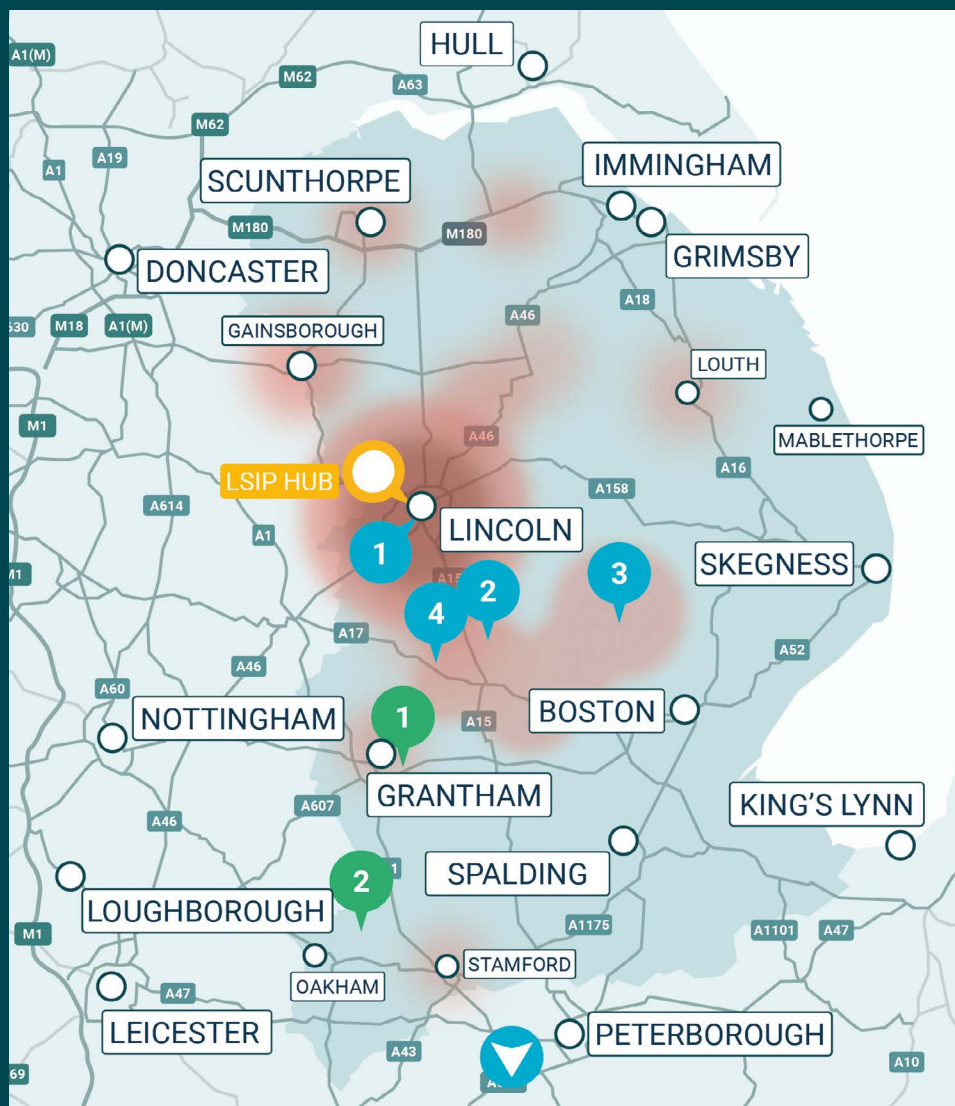 HULL
A1(M)
M62
A63
M62
A19
A1
IMMINGHAM
SCUNTHORPE
M180
M180
GRIMSBY
DONCASTER
A18
A46
M18
A1(M)
GAINSBOROUGH
LOUTH
MABLETHORPE
M1
A46
A16
LSIP HUB
A158
A614
LINCOLN
A1
1
SKEGNESS
3
2
4
A17
A52
A46
A60
NOTTINGHAM
1
BOSTON
A15
GRANTHAM
KING'S LYNN
A607
A46
SPALDING
2
LOUGHBOROUGH
A1175
A1101
A47
M1
STAMFORD
OAKHAM
A47
LEICESTER
PETERBOROUGH
A43
A10